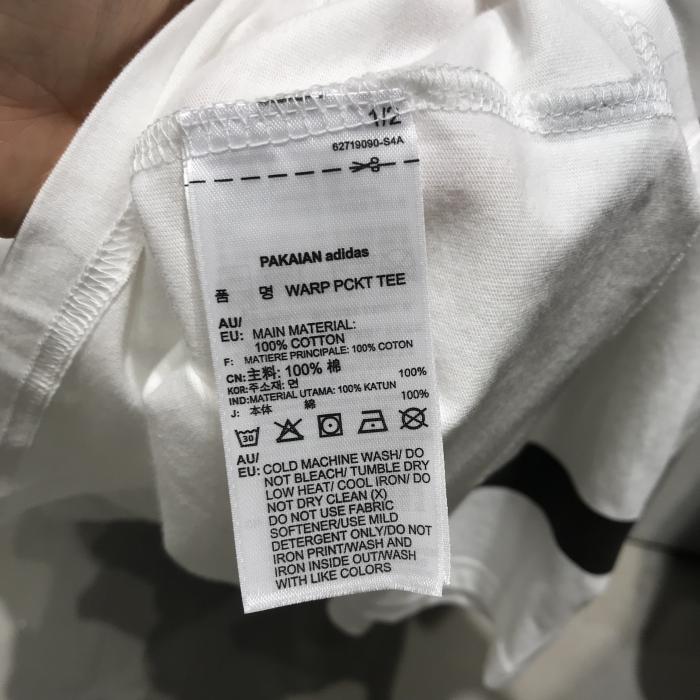 1/2
62719090-S4A
PAKAIAN adidas
품 명 WARP PCKT TEE
AU/
EU: MAIN MATERIAL:
100% COTTON
F: MATIERE PRINCIPALE: 100% COTON
CN:主料: 100% 棉
KOR:주소재: 면 100%
IND:MATERIAL UTAMA: 100% KATUN
J: 本体 綿 100%
30
AU/
EU: COLD MACHINE WASH/ DO
NOT BLEACH/ TUMBLE DRY
LOW HEAT/ COOL IRON/ DO
NOT DRY CLEAN (X)
DO NOT USE FABRIC
SOFTENER/USE MILD
DETERGENT ONLY/DO NOT
IRON PRINT/WASH AND
IRON INSIDE OUT/WASH
WITH LIKE COLORS